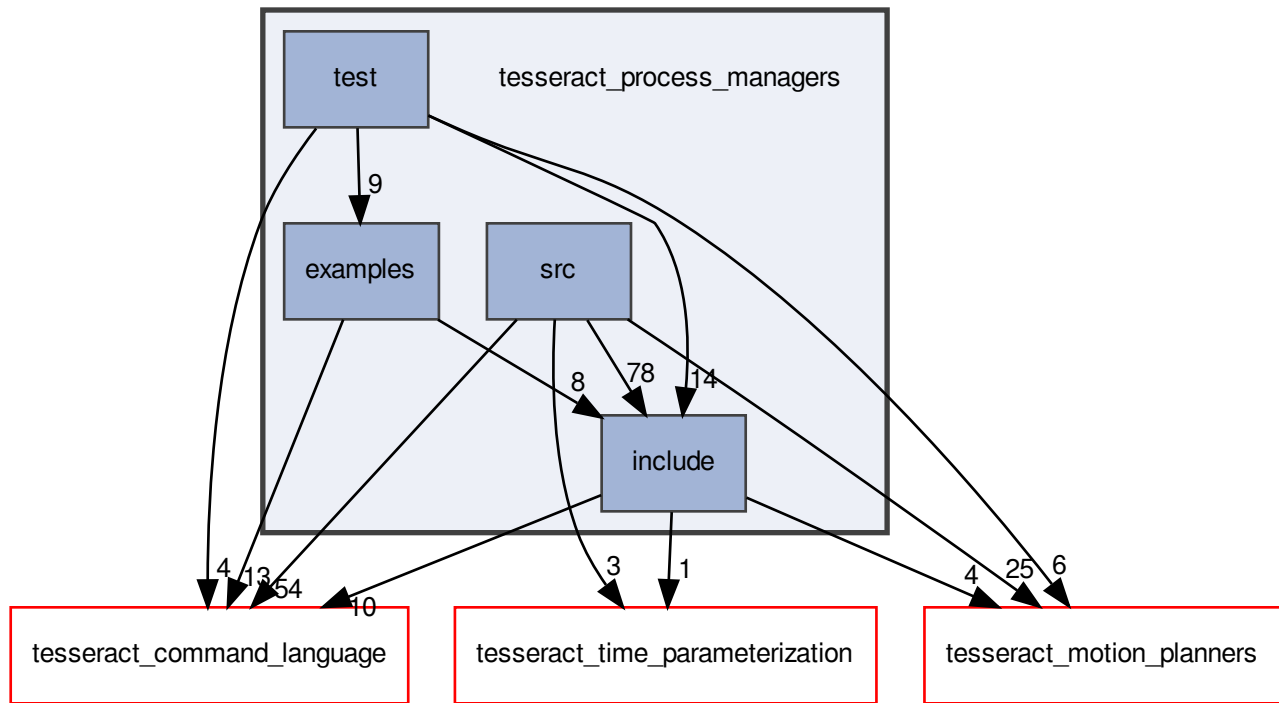 test
tesseract_process_managers
9
examples
src
8
78
14
include
4
13
54
10
3
1
4
25
6
tesseract_command_language
tesseract_time_parameterization
tesseract_motion_planners